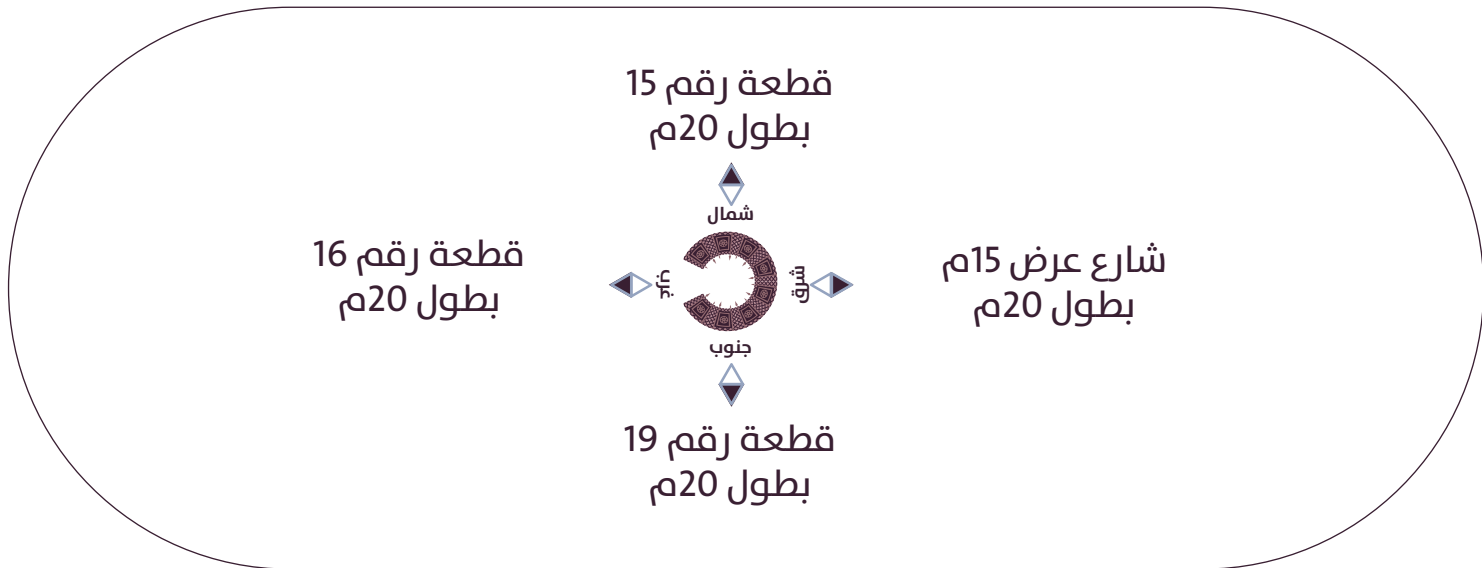 قطعة رقم 15
بطول 20م
شمال
شارع عرض 15م
بطول 20م
شرق
غرب
قطعة رقم 16
بطول 20م
جنوب
قطعة رقم 19
بطول 20م